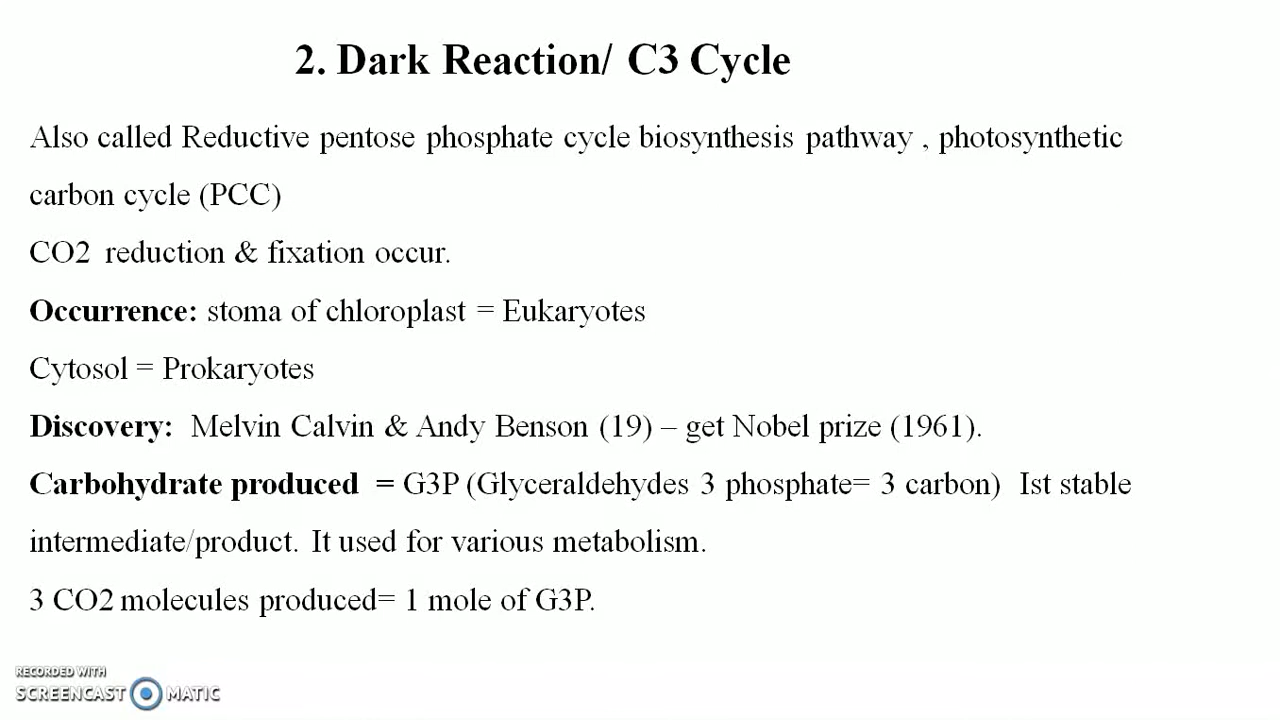 2. Dark Reaction/ C3 Cycle
Also called Reductive pentose phosphate cycle biosynthesis pathway , photosynthetic
carbon cycle (PCC)
CO2 reduction & fixation occur.
Occurrence: stoma of chloroplast = Eukaryotes
Cytosol = Prokaryotes
Discovery: Melvin Calvin & Andy Benson (19) – get Nobel prize (1961).
Carbohydrate produced = G3P (Glyceraldehydes 3 phosphate= 3 carbon) Ist stable
intermediate/product. It used for various metabolism.
3 CO2 molecules produced= 1 mole of G3P.
RECORDED WITH
SCREENCAST MATIC